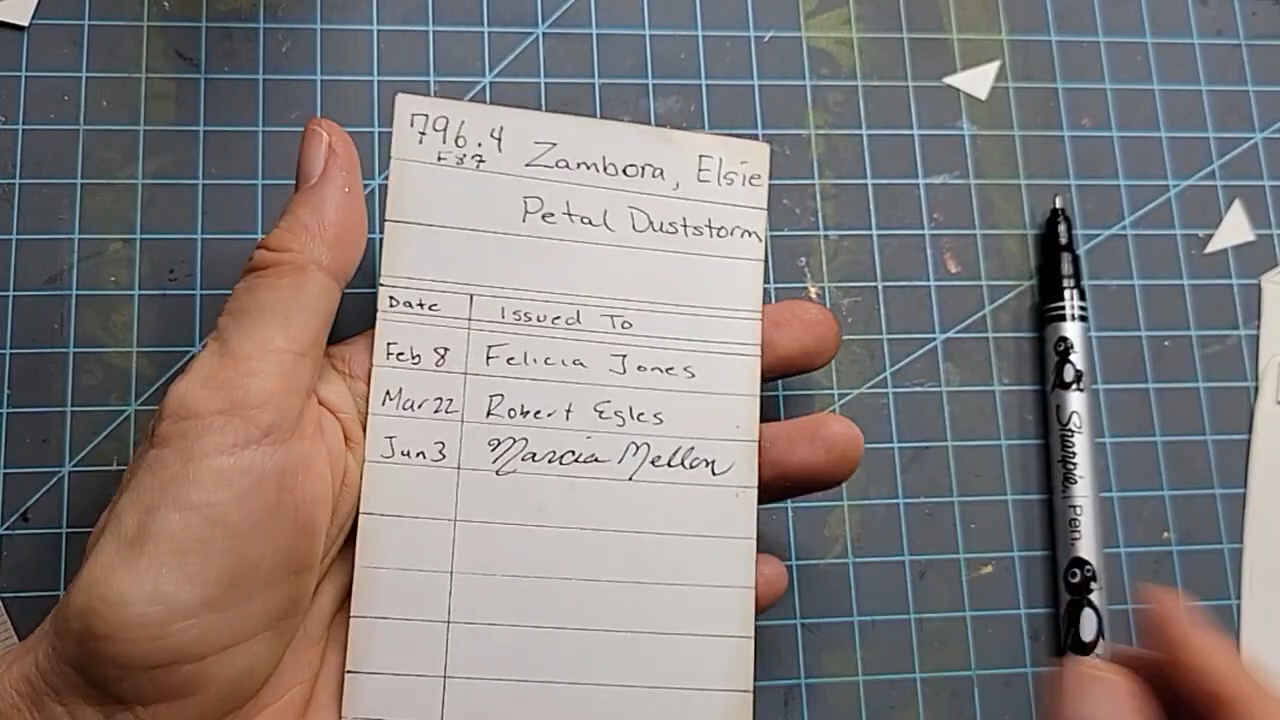 796.4 Zambora, Elsie
F37
Petal Duststorm
Date Issued To
Feb 8 Felicia Jones
Mar 22 Robert Egles
Jun 3 Marcia Mellon
Sharpie. Pen.